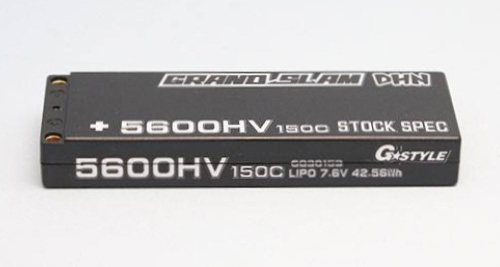 GRAND SLAM DHN
+ 5600HV 150C STOCK SPEC
G☆STYLE
5600HV 150C
LIPO 7.6V 42.56Wh